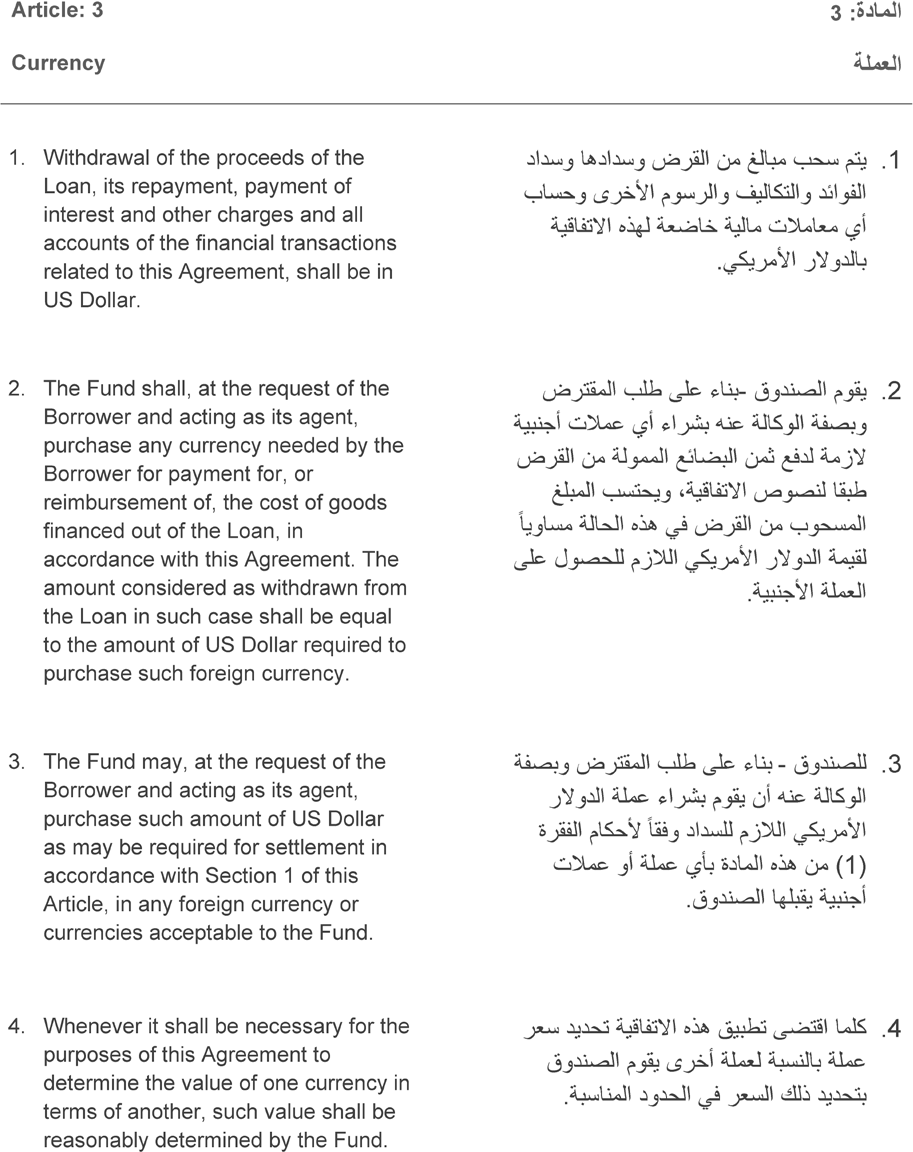 Article: 3
المادة: 3
Currency
العملة
1. Withdrawal of the proceeds of the
Loan, its repayment, payment of
interest and other charges and all
accounts of the financial transactions
related to this Agreement, shall be in
US Dollar.
1. يتم سحب مبالغ من القرض وسدادها وسداد
الفوائد والتكاليف والرسوم الأخرى وحساب
أي معاملات مالية خاضعة لهذه الاتفاقية
بالدولار الأمريكي.
2. The Fund shall, at the request of the
Borrower and acting as its agent,
purchase any currency needed by the
Borrower for payment for, or
reimbursement of, the cost of goods
financed out of the Loan, in
accordance with this Agreement. The
amount considered as withdrawn from
the Loan in such case shall be equal
to the amount of US Dollar required to
purchase such foreign currency.
2. يقوم الصندوق -بناء على طلب المقترض
وبصفة الوكالة عنه بشراء أي عملات أجنبية
لازمة لدفع ثمن البضائع الممولة من القرض
طبقا لنصوص الاتفاقية، ويحتسب المبلغ
المسحوب من القرض في هذه الحالة مساوياً
لقيمة الدولار الأمريكي اللازم للحصول على
العملة الأجنبية.
3. The Fund may, at the request of the
Borrower and acting as its agent,
purchase such amount of US Dollar
as may be required for settlement in
accordance with Section 1 of this
Article, in any foreign currency or
currencies acceptable to the Fund.
3. للصندوق - بناء على طلب المقترض وبصفة
الوكالة عنه أن يقوم بشراء عملة الدولار
الأمريكي اللازم للسداد وفقاً لأحكام الفقرة
(1) من هذه المادة بأي عملة أو عملات
أجنبية يقبلها الصندوق.
4. Whenever it shall be necessary for the
purposes of this Agreement to
determine the value of one currency in
terms of another, such value shall be
reasonably determined by the Fund.
4. كلما اقتضى تطبيق هذه الاتفاقية تحديد سعر
عملة بالنسبة لعملة أخرى يقوم الصندوق
بتحديد ذلك السعر في الحدود المناسبة.